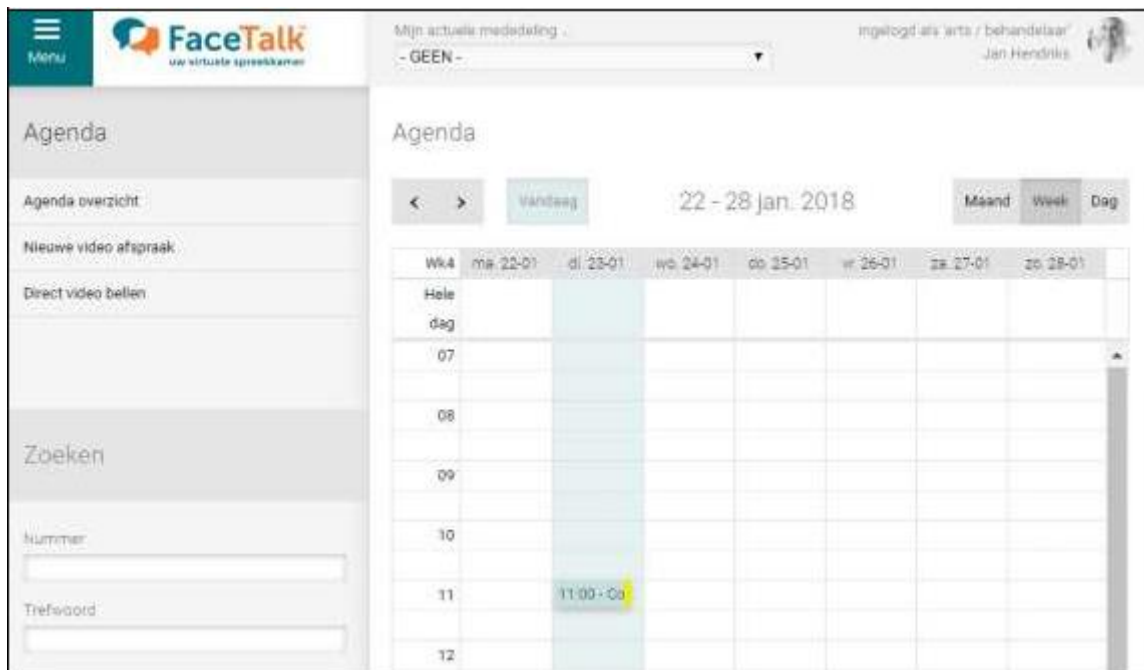 Menu
FaceTalk
uw virtuele spreekkamer
Mijn actuele mededeling ..
- GEEN -
Ingelogd als 'arts / behandelaar'
Jan Hendriks
Agenda
Agenda overzicht
Nieuwe video afspraak
Direct video bellen
Zoeken
Nummer
Trefwoord
Agenda
< >
Vandaag
22 - 28 jan. 2018
Maand Week Dag
Wk4 ma. 22-01 di. 23-01 wo. 24-01 do. 25-01 vr. 26-01 za. 27-01 zo. 28-01
Hele
dag
07
08
09
10
11 11:00 - Co
12